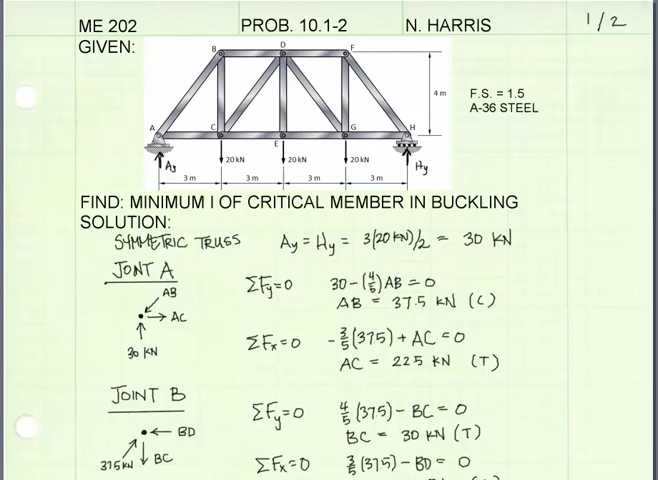 ME 202 PROB. 10.1-2 N. HARRIS 1/2
GIVEN:
B D F
4 m
F.S. = 1.5
A-36 STEEL
A C E G H
Ay 20 kN 20 kN 20 kN Hy
3 m 3 m 3 m 3 m
FIND: MINIMUM I OF CRITICAL MEMBER IN BUCKLING
SOLUTION:
SYMMETRIC TRUSS Ay = Hy = 3(20 KN)/2 = 30 KN
JOINT A
AB
AC
30 KN
ΣFy=0 30-(4/5)AB = 0
AB = 37.5 KN (C)
ΣFx=0 -3/5(37.5) + AC = 0
AC = 22.5 KN (T)
JOINT B
BD
37.5 KN BC
ΣFy=0 4/5(37.5) - BC = 0
BC = 30 KN (T)
ΣFx=0 3/5(37.5) - BD = 0